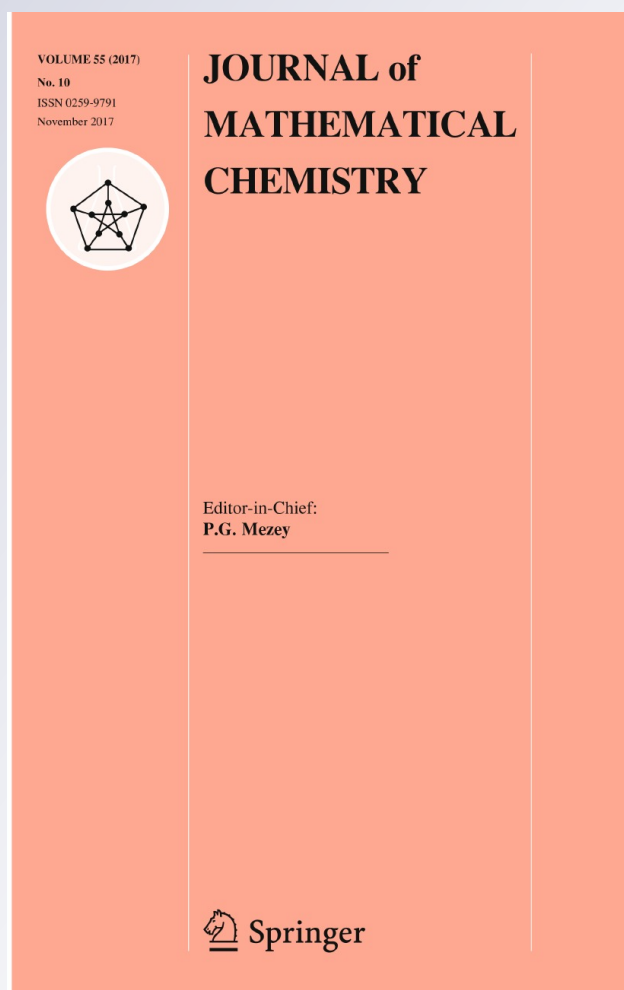 VOLUME 55 (2017)
No. 10
ISSN 0259-9791
November 2017
JOURNAL of
MATHEMATICAL
CHEMISTRY
Editor-in-Chief:
P.G. Mezey
Springer